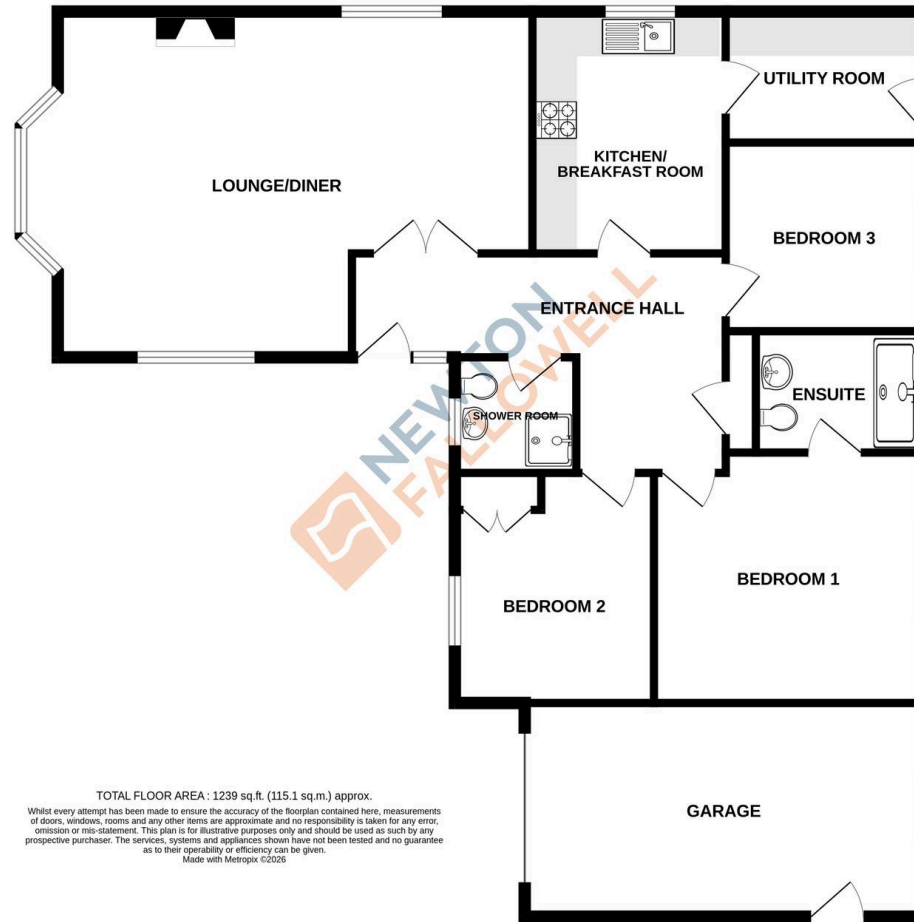 UTILITY ROOM
KITCHEN/
BREAKFAST ROOM
LOUNGE/DINER
BEDROOM 3
ENTRANCE HALL
NEWTON
FALLOWELL
ENSUITE
SHOWER ROOM
BEDROOM 1
BEDROOM 2
GARAGE
TOTAL FLOOR AREA : 1239 sq.ft. (115.1 sq.m.) approx.
Whilst every attempt has been made to ensure the accuracy of the floorplan contained here, measurements
of doors, windows, rooms and any other items are approximate and no responsibility is taken for any error,
omission or mis-statement. This plan is for illustrative purposes only and should be used as such by any
prospective purchaser. The services, systems and appliances shown have not been tested and no guarantee
as to their operability or efficiency can be given.
Made with Metropix ©2026